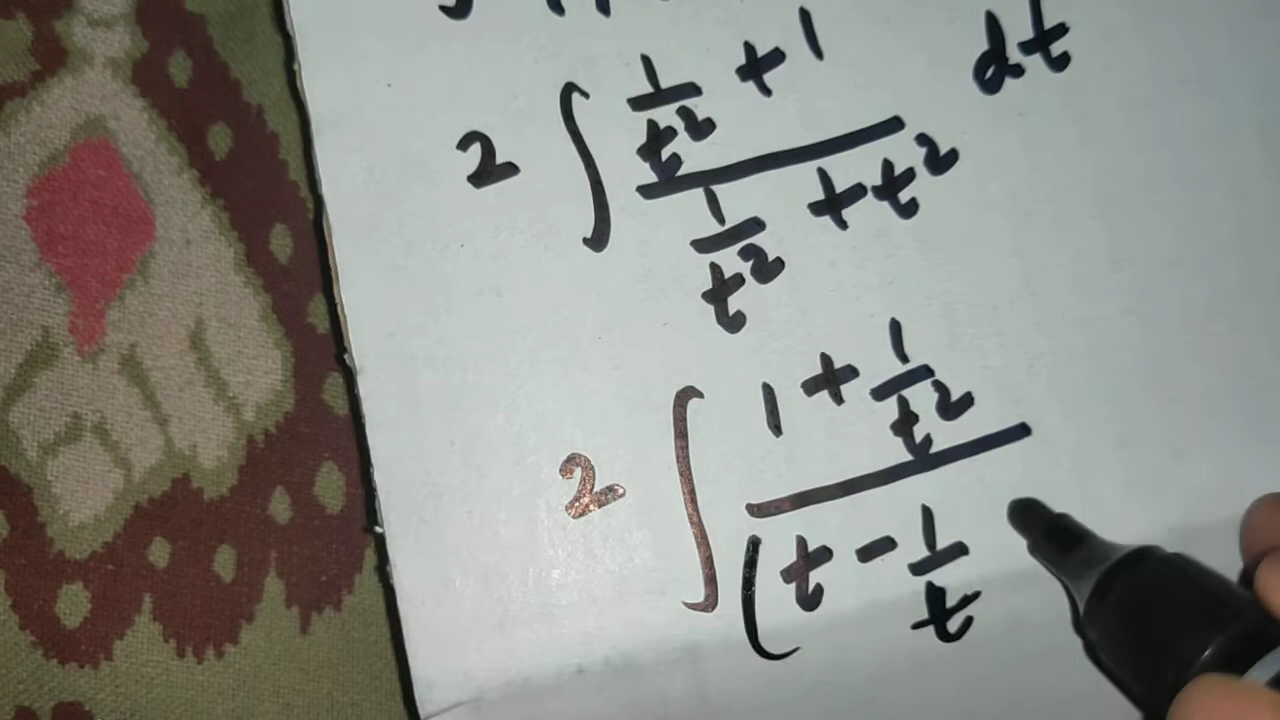 2 ∫ (1/t² + 1)/(1/t² + t²) dt
2 ∫ (1 + 1/t²)/(t - 1/t